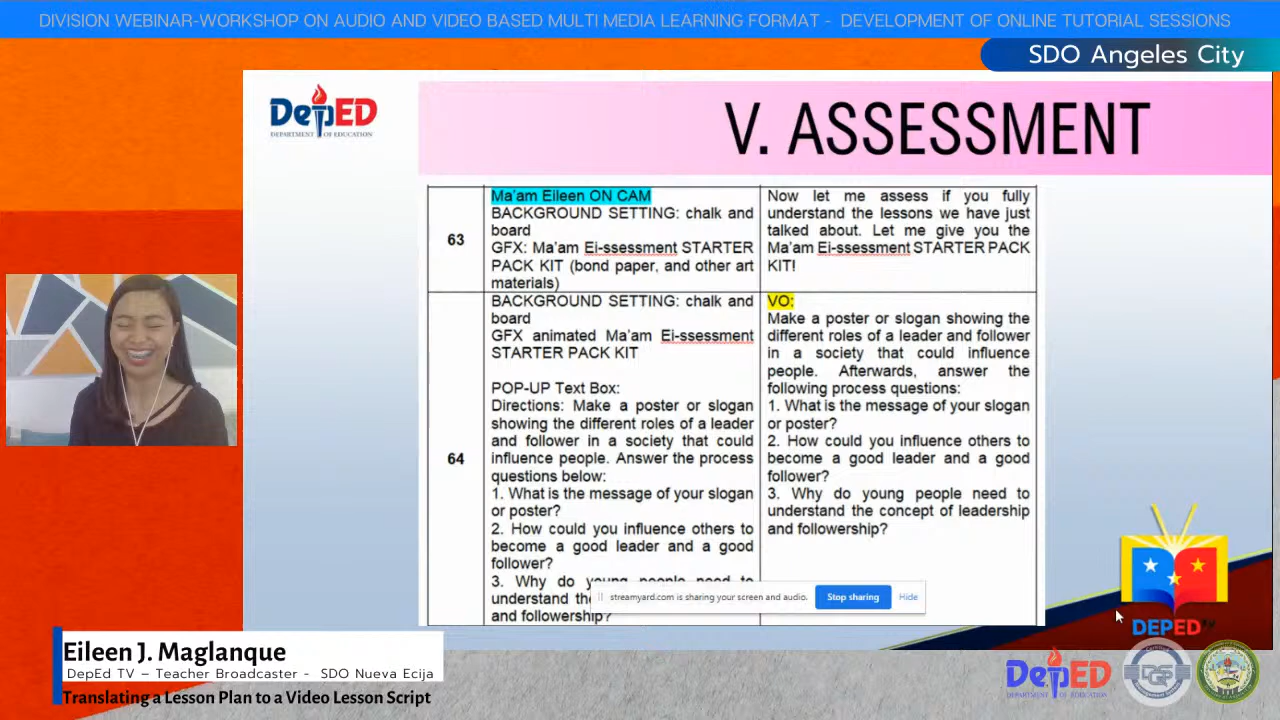 DIVISION WEBINAR-WORKSHOP ON AUDIO AND VIDEO BASED MULTI MEDIA LEARNING FORMAT - DEVELOPMENT OF ONLINE TUTORIAL SESSIONS
SDO Angeles City
DepED
DEPARTMENT OF EDUCATION
V. ASSESSMENT
63
Ma'am Eileen ON CAM
BACKGROUND SETTING: chalk and
board
GFX: Ma'am Ei-ssessment STARTER
PACK KIT (bond paper, and other art
materials)
Now let me assess if you fully
understand the lessons we have just
talked about. Let me give you the
Ma'am Ei-ssessment STARTER PACK
KIT!
64
BACKGROUND SETTING: chalk and
board
GFX animated Ma'am Ei-ssessment
STARTER PACK KIT
POP-UP Text Box:
Directions: Make a poster or slogan
showing the different roles of a leader
and follower in a society that could
influence people. Answer the process
questions below:
1. What is the message of your slogan
or poster?
2. How could you influence others to
become a good leader and a good
follower?
3. Why do young people need to
understand the
and followership?
VO:
Make a poster or slogan showing the
different roles of a leader and follower
in a society that could influence
people. Afterwards, answer the
following process questions:
1. What is the message of your slogan
or poster?
2. How could you influence others to
become a good leader and a good
follower?
3. Why do young people need to
understand the concept of leadership
and followership?
streamyard.com is sharing your screen and audio.
Stop sharing
Hide
DEPED
Eileen J. Maglanque
DepEd TV – Teacher Broadcaster - SDO Nueva Ecija
Translating a Lesson Plan to a Video Lesson Script
DepED
DEPARTMENT OF EDUCATION